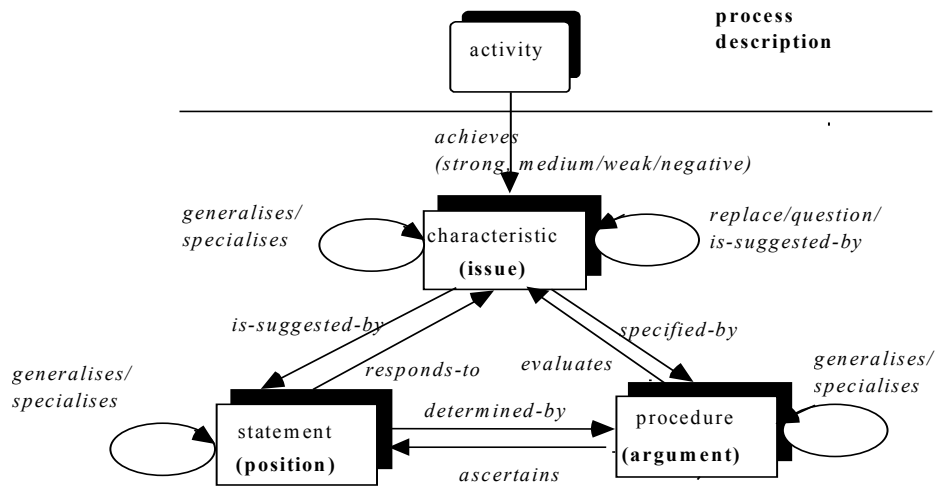 process
description
activity
achieves
(strong, medium/weak/negative)
generalises/
specialises
replace/question/
is-suggested-by
characteristic
(issue)
is-suggested-by
specified-by
responds-to
evaluates
generalises/
specialises
generalises/
specialises
determined-by
statement
(position)
procedure
(argument)
ascertains